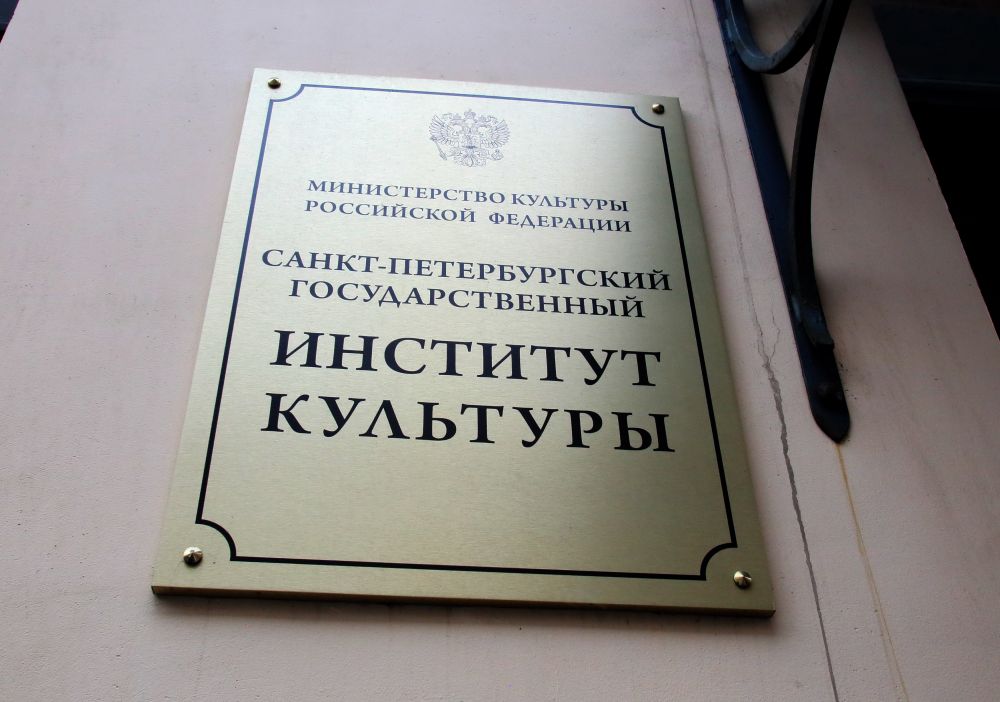 МИНИСТЕРСТВО КУЛЬТУРЫ
РОССИЙСКОЙ ФЕДЕРАЦИИ
САНКТ-ПЕТЕРБУРГСКИЙ
ГОСУДАРСТВЕННЫЙ
ИНСТИТУТ
КУЛЬТУРЫ